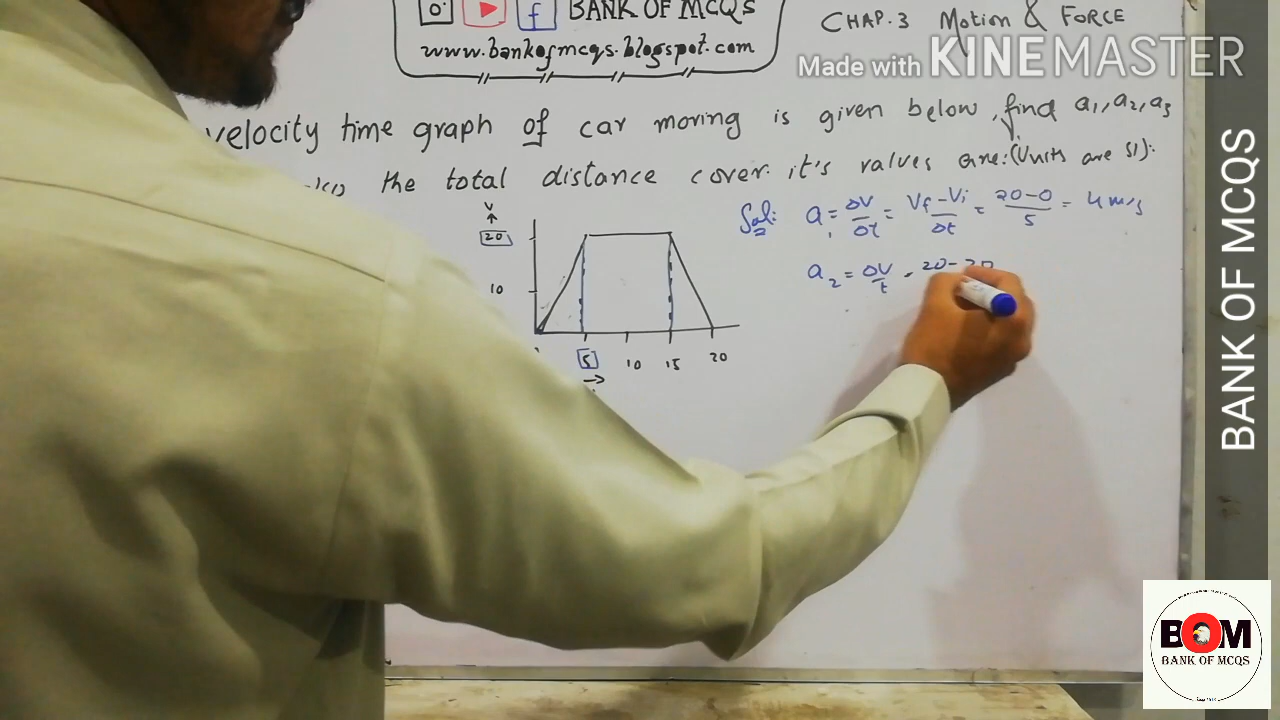 f BANK OF MCQS
www.bankofmcqs.blogspot.com
CHAP.3 Motion & FORCE
Made with KINEMASTER
velocity time graph of car moving is given below, find a1, a2, a3
the total distance cover. it's values are: (Units are SI):
V
20
10
5 10 15 20
Sol: a1 = ΔV/Δt = Vf-Vi/Δt = 20-0/5 = 4 m/s
a2 = ΔV/t = 20-20
BANK OF MCQS
BOM
BANK OF MCQS